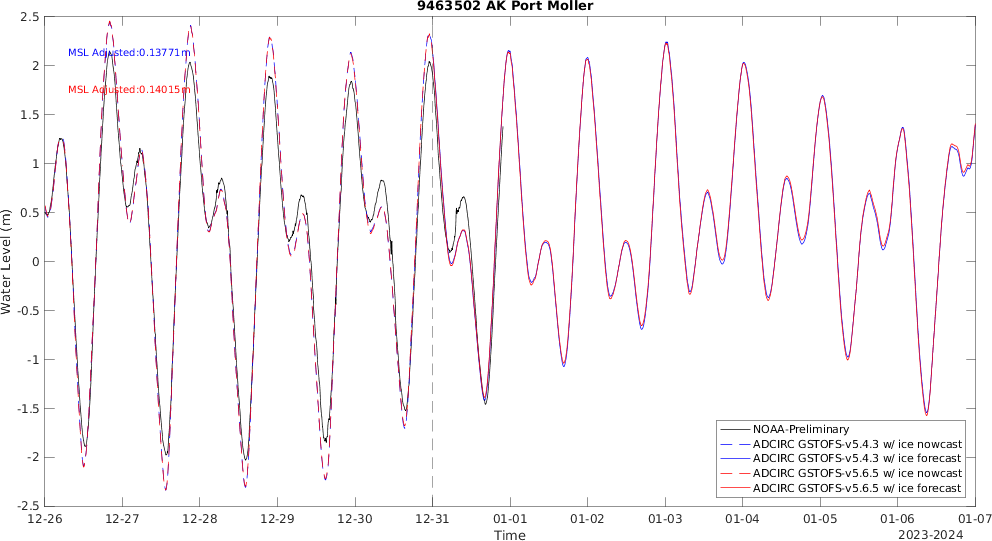 9463502 AK Port Moller
MSL Adjusted:0.13771m
MSL Adjusted:0.14015m
Water Level (m)
2.5
2
1.5
1
0.5
0
-0.5
-1
-1.5
-2
-2.5
NOAA-Preliminary
ADCIRC GSTOFS-v5.4.3 w/ ice nowcast
ADCIRC GSTOFS-v5.4.3 w/ ice forecast
ADCIRC GSTOFS-v5.6.5 w/ ice nowcast
ADCIRC GSTOFS-v5.6.5 w/ ice forecast
12-26 12-27 12-28 12-29 12-30 12-31 01-01 01-02 01-03 01-04 01-05 01-06 01-07
Time
2023-2024